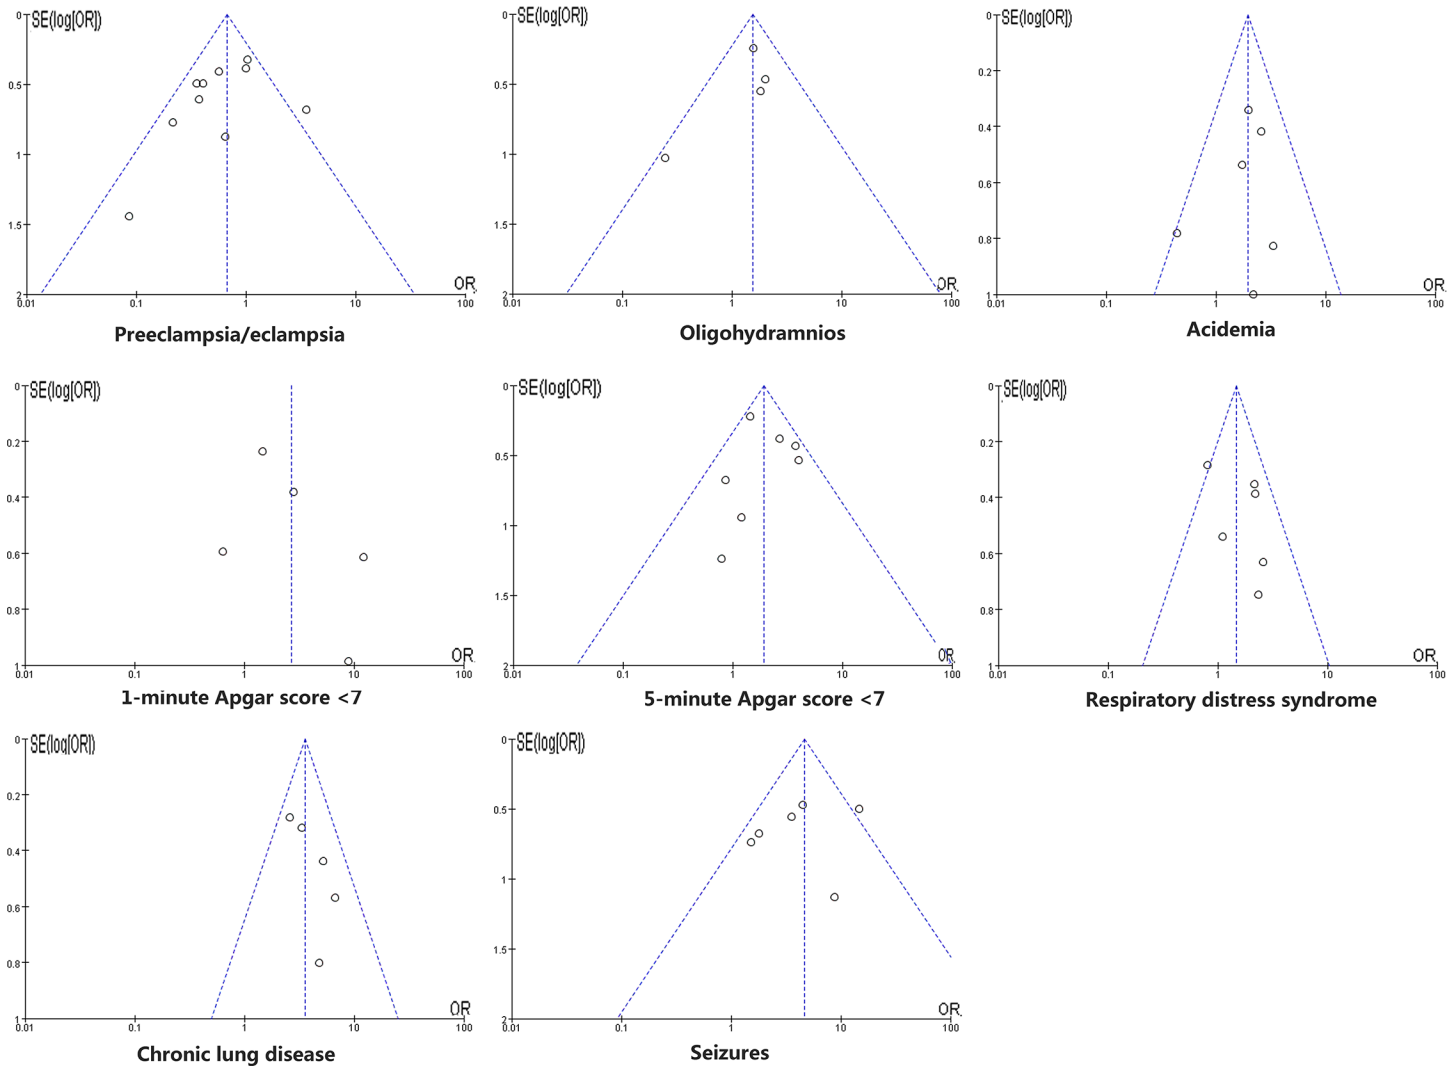 0 SE(log[OR])
0.5
1
1.5
2
0.01 0.1 1 10 100
OR
Preeclampsia/eclampsia
0 SE(log[OR])
0.5
1
1.5
2
0.01 0.1 1 10 100
OR
Oligohydramnios
0 SE(log[OR])
0.2
0.4
0.6
0.8
1
0.01 0.1 1 10 100
OR
Acidemia
0 SE(log[OR])
0.2
0.4
0.6
0.8
1
0.01 0.1 1 10 100
OR
1-minute Apgar score <7
0 SE(log[OR])
0.5
1
1.5
2
0.01 0.1 1 10 100
OR
5-minute Apgar score <7
0 SE(log[OR])
0.2
0.4
0.6
0.8
1
0.01 0.1 1 10 100
OR
Respiratory distress syndrome
0 SE(log[OR])
0.2
0.4
0.6
0.8
1
0.01 0.1 1 10 100
OR
Chronic lung disease
0 SE(log[OR])
0.5
1
1.5
2
0.01 0.1 1 10 100
OR
Seizures